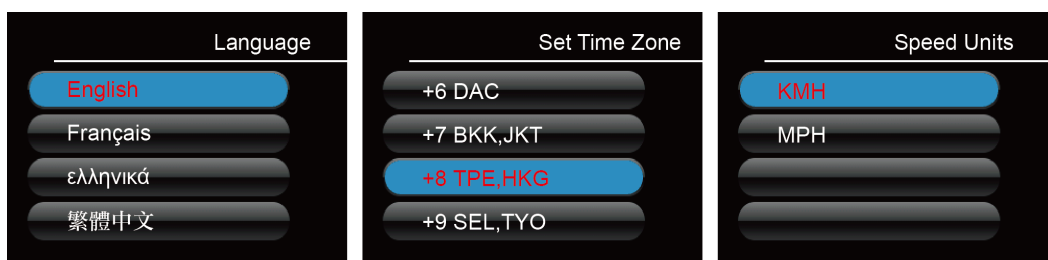 Language
English
Français
ελληνικά
繁體中文
Set Time Zone
+6 DAC
+7 BKK,JKT
+8 TPE,HKG
+9 SEL,TYO
Speed Units
KMH
MPH